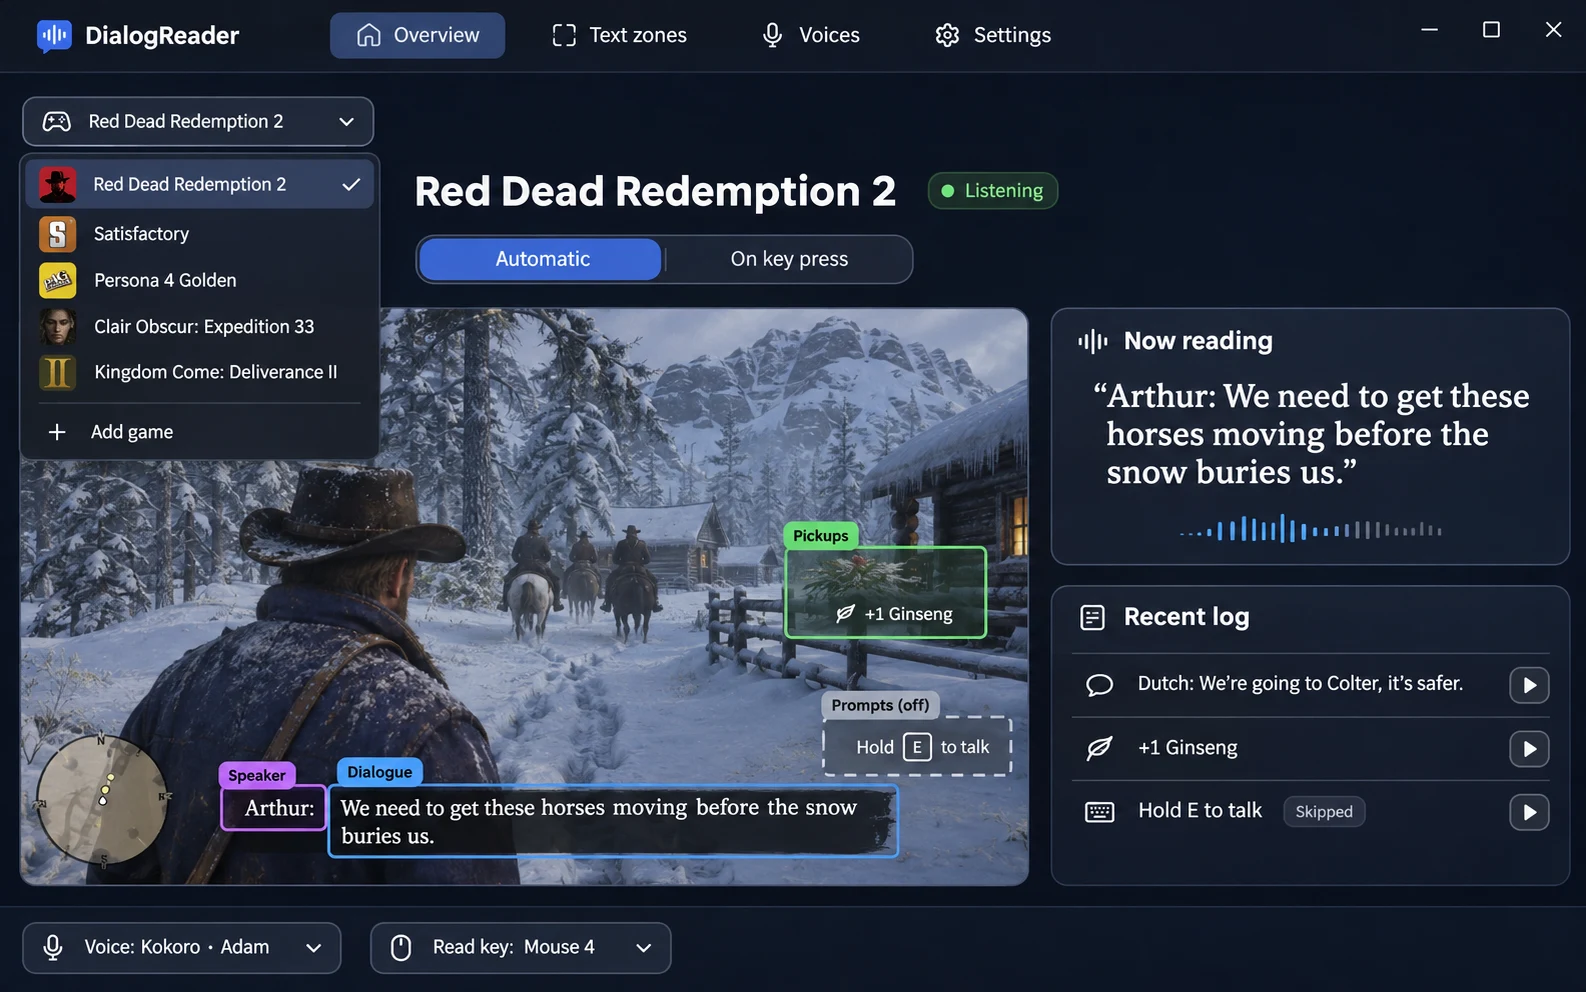 DialogReader
Overview
Text zones
Voices
Settings
Red Dead Redemption 2
Red Dead Redemption 2
Satisfactory
Persona 4 Golden
Clair Obscur: Expedition 33
Kingdom Come: Deliverance II
Add game
Red Dead Redemption 2
Listening
Automatic
On key press
Pickups
+1 Ginseng
Prompts (off)
Hold E to talk
N
S
Speaker
Arthur:
Dialogue
We need to get these horses moving before the snow
buries us.
Now reading
“Arthur: We need to get these
horses moving before the
snow buries us.”
Recent log
Dutch: We’re going to Colter, it’s safer.
+1 Ginseng
Hold E to talk
Skipped
Voice: Kokoro • Adam
Read key: Mouse 4